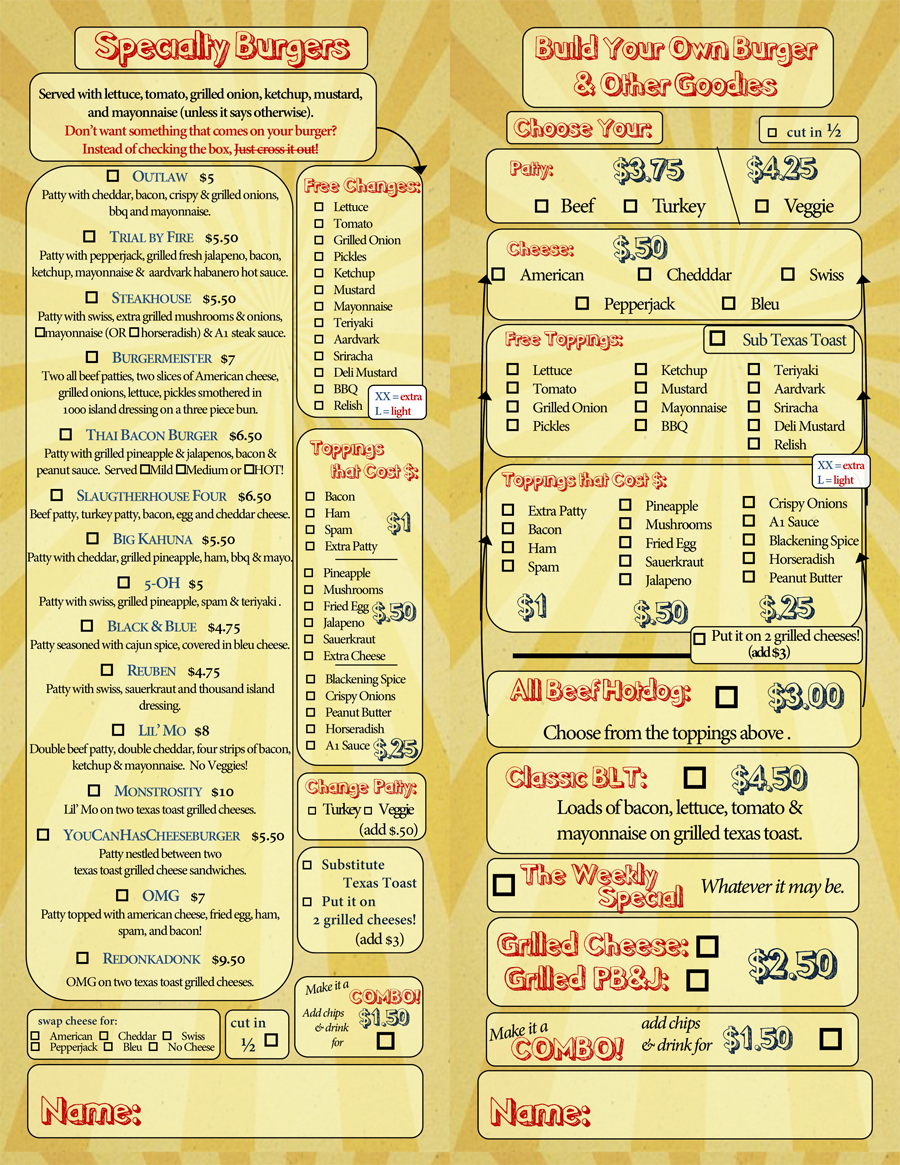 Specialty Burgers
Served with lettuce, tomato, grilled onion, ketchup, mustard,
and mayonnaise (unless it says otherwise).
Don't want something that comes on your burger?
Instead of checking the box, Just cross it out!
OUTLAW $5
Patty with cheddar, bacon, crispy & grilled onions,
bbq and mayonnaise.
TRIAL BY FIRE $5.50
Patty with pepperjack, grilled fresh jalapeno, bacon,
ketchup, mayonnaise & aardvark habanero hot sauce.
STEAKHOUSE $5.50
Patty with swiss, extra grilled mushrooms & onions,
mayonnaise (OR horseradish) & A1 steak sauce.
BURGERMEISTER $7
Two all beef patties, two slices of American cheese,
grilled onions, lettuce, pickles smothered in
1000 island dressing on a three piece bun.
THAI BACON BURGER $6.50
Patty with grilled pineapple & jalapenos, bacon &
peanut sauce. Served Mild Medium or HOT!
SLAUGTHERHOUSE FOUR $6.50
Beef patty, turkey patty, bacon, egg and cheddar cheese.
BIG KAHUNA $5.50
Patty with cheddar, grilled pineapple, ham, bbq & mayo.
5-OH $5
Patty with swiss, grilled pineapple, spam & teriyaki .
BLACK & BLUE $4.75
Patty seasoned with cajun spice, covered in bleu cheese.
REUBEN $4.75
Patty with swiss, sauerkraut and thousand island
dressing.
LIL' MO $8
Double beef patty, double cheddar, four strips of bacon,
ketchup & mayonnaise. No Veggies!
MONSTROSITY $10
Lil' Mo on two texas toast grilled cheeses.
YOUCANHASCHEESEBURGER $5.50
Patty nestled between two
texas toast grilled cheese sandwiches.
OMG $7
Patty topped with american cheese, fried egg, ham,
spam, and bacon!
REDONKADONK $9.50
OMG on two texas toast grilled cheeses.
Free Changes:
Lettuce
Tomato
Grilled Onion
Pickles
Ketchup
Mustard
Mayonnaise
Teriyaki
Aardvark
Sriracha
Deli Mustard
BBQ
Relish
XX = extra
L = light
Toppings
that Cost $:
Bacon
Ham
Spam
Extra Patty
$1
Pineapple
Mushrooms
Fried Egg
Jalapeno
Sauerkraut
Extra Cheese
$.50
Blackening Spice
Crispy Onions
Peanut Butter
Horseradish
A1 Sauce
$.25
Change Patty:
Turkey Veggie
(add $.50)
Substitute
Texas Toast
Put it on
2 grilled cheeses!
(add $3)
swap cheese for:
American Cheddar Swiss
Pepperjack Bleu No Cheese
cut in
½
Make it a
COMBO!
Add chips
& drink
for
$1.50
Name:
Build Your Own Burger
& Other Goodies
Choose Your:
cut in ½
Patty: $3.75 $4.25
Beef Turkey Veggie
Cheese: $.50
American Chedddar Swiss
Pepperjack Bleu
Free Toppings:
Sub Texas Toast
Lettuce Ketchup Teriyaki
Tomato Mustard Aardvark
Grilled Onion Mayonnaise Sriracha
Pickles BBQ Deli Mustard
Relish
XX = extra
L = light
Toppings that Cost $:
Extra Patty
Bacon
Ham
Spam
$1
Pineapple
Mushrooms
Fried Egg
Sauerkraut
Jalapeno
$.50
Crispy Onions
A1 Sauce
Blackening Spice
Horseradish
Peanut Butter
$.25
Put it on 2 grilled cheeses!
(add $3)
All Beef Hotdog: $3.00
Choose from the toppings above .
Classic BLT: $4.50
Loads of bacon, lettuce, tomato &
mayonnaise on grilled texas toast.
The Weekly
Special
Whatever it may be.
Grilled Cheese:
Grilled PB&J:
$2.50
Make it a
COMBO!
add chips
& drink for
$1.50
Name: